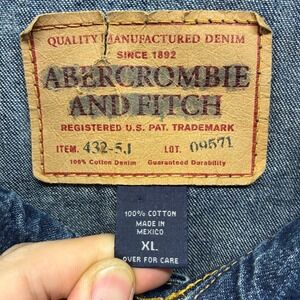 QUALITY MANUFACTURED DENIM
SINCE 1892
ABERCROMBIE
AND FITCH
REGISTERED U.S. PAT. TRADEMARK
ITEM. 432-5J LOT. 09571
100% Cotton Denim Guaranteed Durability
100% COTTON
MADE IN
MEXICO
XL
OVER FOR CARE